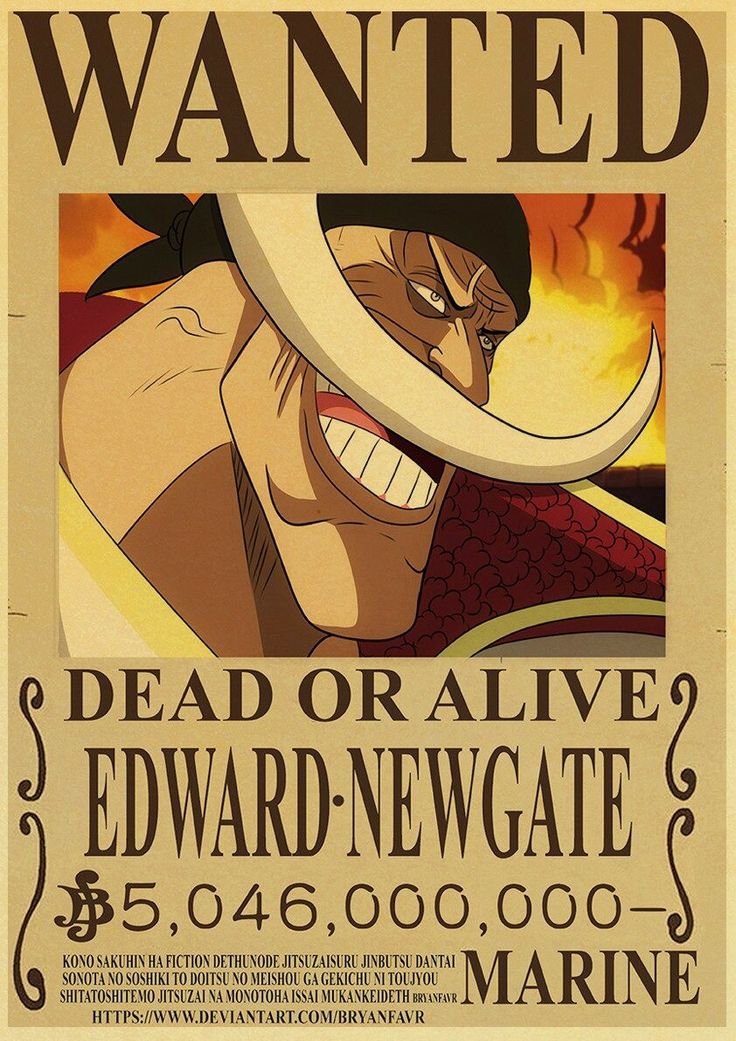 WANTED
DEAD OR ALIVE
EDWARD·NEWGATE
฿5,046,000,000-
KONO SAKUHIN HA FICTION DETHUNODE JITSUZAISURU JINBUTSU DANTAI
SONOTA NO SOSHIKI TO DOITSU NO MEISHOU GA GEKICHU NI TOUJYOU
SHITATOSHITEMO JITSUZAI NA MONOTOHA ISSAI MUKANKEIDETH BRYANFAVR
MARINE
HTTPS://WWW.DEVIANTART.COM/BRYANFAVR